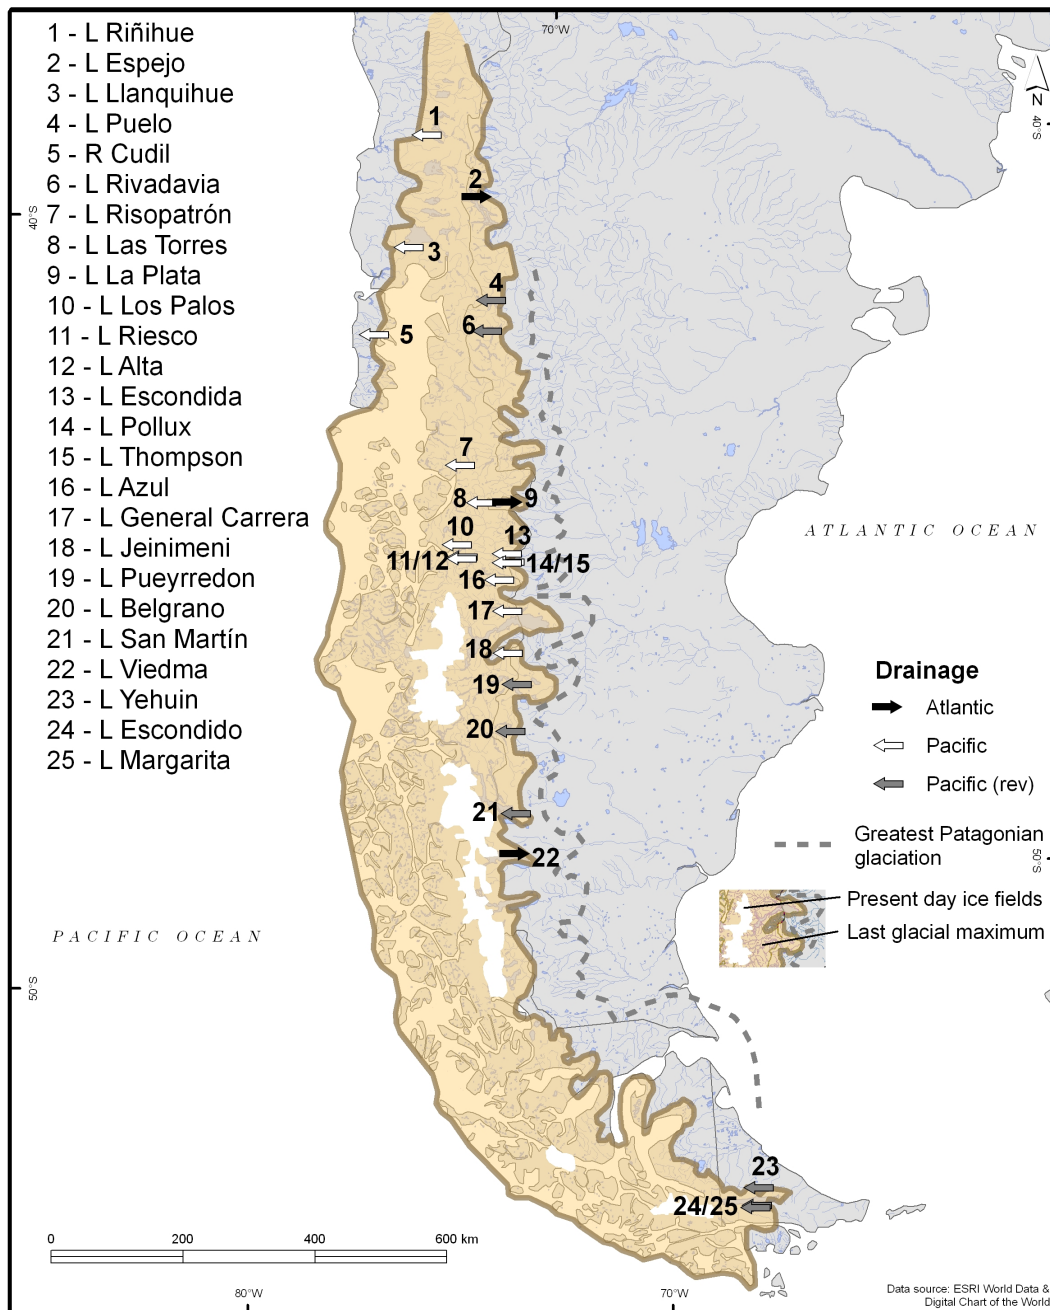 1 - L Riñihue
2 - L Espejo
3 - L Llanquihue
4 - L Puelo
5 - R Cudil
6 - L Rivadavia
7 - L Risopatrón
8 - L Las Torres
9 - L La Plata
10 - L Los Palos
11 - L Riesco
12 - L Alta
13 - L Escondida
14 - L Pollux
15 - L Thompson
16 - L Azul
17 - L General Carrera
18 - L Jeinimeni
19 - L Pueyrredon
20 - L Belgrano
21 - L San Martín
22 - L Viedma
23 - L Yehuin
24 - L Escondido
25 - L Margarita
70°W
N
40°S
40°S
1
2
3
4
5
6
7
8
9
10
13
11/12
14/15
16
17
18
19
20
21
22
23
24/25
ATLANTIC OCEAN
PACIFIC OCEAN
Drainage
Atlantic
Pacific
Pacific (rev)
Greatest Patagonian
glaciation
50°S
Present day ice fields
Last glacial maximum
50°S
0 200 400 600 km
80°W
70°W
Data source: ESRI World Data &
Digital Chart of the World